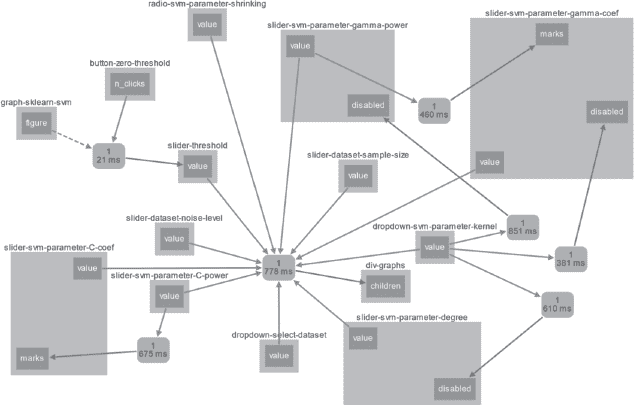 radio-svm-parameter-shrinking
value
slider-svm-parameter-gamma-power
value
disabled
slider-svm-parameter-gamma-coef
marks
disabled
value
button-zero-threshold
n_clicks
graph-sklearn-svm
figure
1
21 ms
1
460 ms
slider-threshold
value
slider-dataset-sample-size
value
slider-dataset-noise-level
value
dropdown-svm-parameter-kernel
value
1
851 ms
1
381 ms
slider-svm-parameter-C-coef
value
marks
slider-svm-parameter-C-power
value
1
778 ms
div-graphs
children
1
610 ms
1
675 ms
dropdown-select-dataset
value
slider-svm-parameter-degree
value
disabled